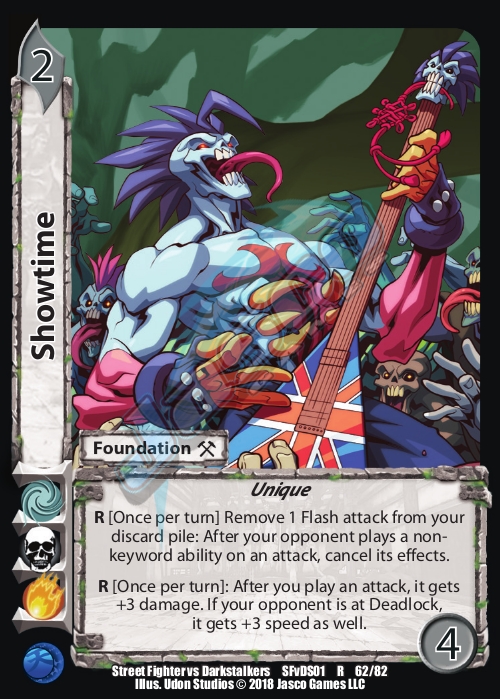 2
Showtime
Foundation
Unique
R [Once per turn] Remove 1 Flash attack from your
discard pile: After your opponent plays a non-
keyword ability on an attack, cancel its effects.
R [Once per turn]: After you play an attack, it gets
+3 damage. If your opponent is at Deadlock,
it gets +3 speed as well.
4
Street Fighter vs Darkstalkers SFvDS01 R 62/82
Illus. Udon Studios © 2018 Jasco Games LLC